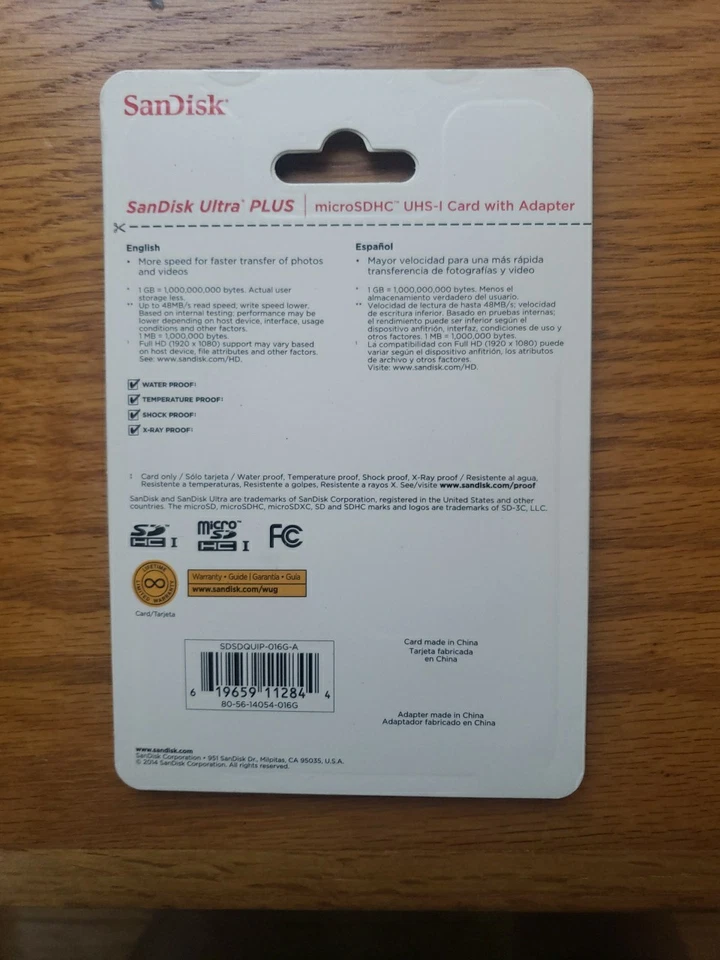 SanDisk®
SanDisk Ultra® PLUS | microSDHC™ UHS-I Card with Adapter
English
• More speed for faster transfer of photos
and videos
* 1 GB = 1,000,000,000 bytes. Actual user
storage less.
** Up to 48MB/s read speed; write speed lower.
Based on internal testing; performance may be
lower depending on host device, interface, usage
conditions and other factors.
1 MB = 1,000,000 bytes.
† Full HD (1920 x 1080) support may vary based
on host device, file attributes and other factors.
See: www.sandisk.com/HD.
Español
• Mayor velocidad para una más rápida
transferencia de fotografías y video
* 1 GB = 1,000,000,000 bytes. Menos el
almacenamiento verdadero del usuario.
** Velocidad de lectura de hasta 48MB/s; velocidad
de escritura inferior. Basado en pruebas internas;
el rendimiento puede ser inferior según el
dispositivo anfitrión, interfaz, condiciones de uso y
otros factores. 1 MB = 1,000,000 bytes.
† La compatibilidad con Full HD (1920 x 1080) puede
variar según el dispositivo anfitrión, los atributos
de archivo y otros factores.
Visite: www.sandisk.com/HD.
WATER PROOF‡
TEMPERATURE PROOF‡
SHOCK PROOF‡
X-RAY PROOF‡
‡ Card only / Sólo tarjeta / Water proof, Temperature proof, Shock proof, X-Ray proof / Resistente al agua,
Resistente a temperaturas, Resistente a golpes, Resistente a rayos X. See/visite www.sandisk.com/proof
SanDisk and SanDisk Ultra are trademarks of SanDisk Corporation, registered in the United States and other
countries. The microSD, microSDHC, microSDXC, SD and SDHC marks and logos are trademarks of SD-3C, LLC.
SD HC I micro SD HC I FC
LIFETIME
LIMITED WARRANTY
Card/Tarjeta
Warranty • Guide | Garantía • Guía
www.sandisk.com/wug
SDSDQUIP-016G-A
6 19659 11284 4
80-56-14054-016G
Card made in China
Tarjeta fabricada
en China
Adapter made in China
Adaptador fabricado en China
www.sandisk.com
SanDisk Corporation • 951 SanDisk Dr., Milpitas, CA 95035, U.S.A.
© 2014 SanDisk Corporation. All rights reserved.